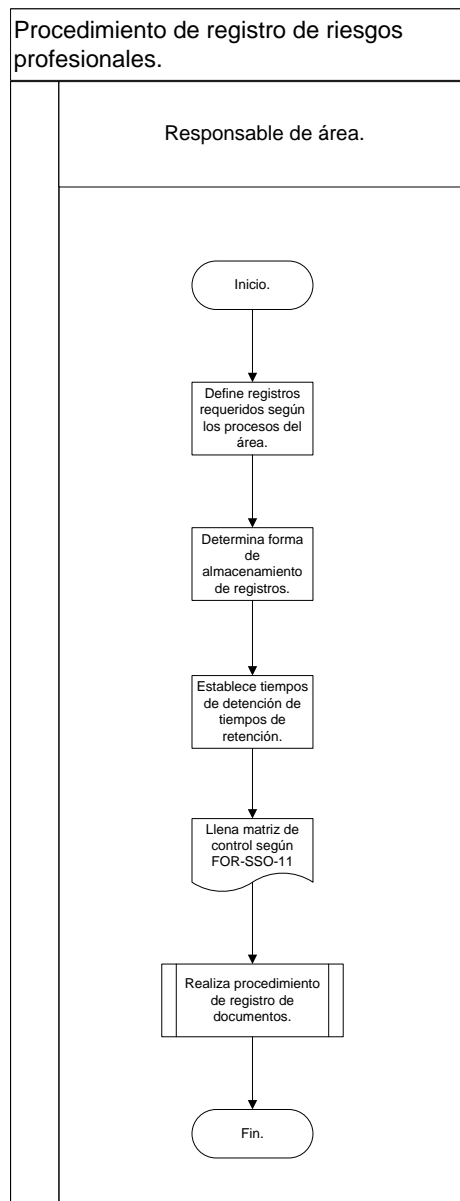 Procedimiento de registro de riesgos
profesionales.
Responsable de área.
Inicio.
Define registros
requeridos según
los procesos del
área.
Determina forma
de
almacenamiento
de registros.
Establece tiempos
de detención de
tiempos de
retención.
Llena matriz de
control según
FOR-SSO-11
Realiza procedimiento
de registro de
documentos.
Fin.